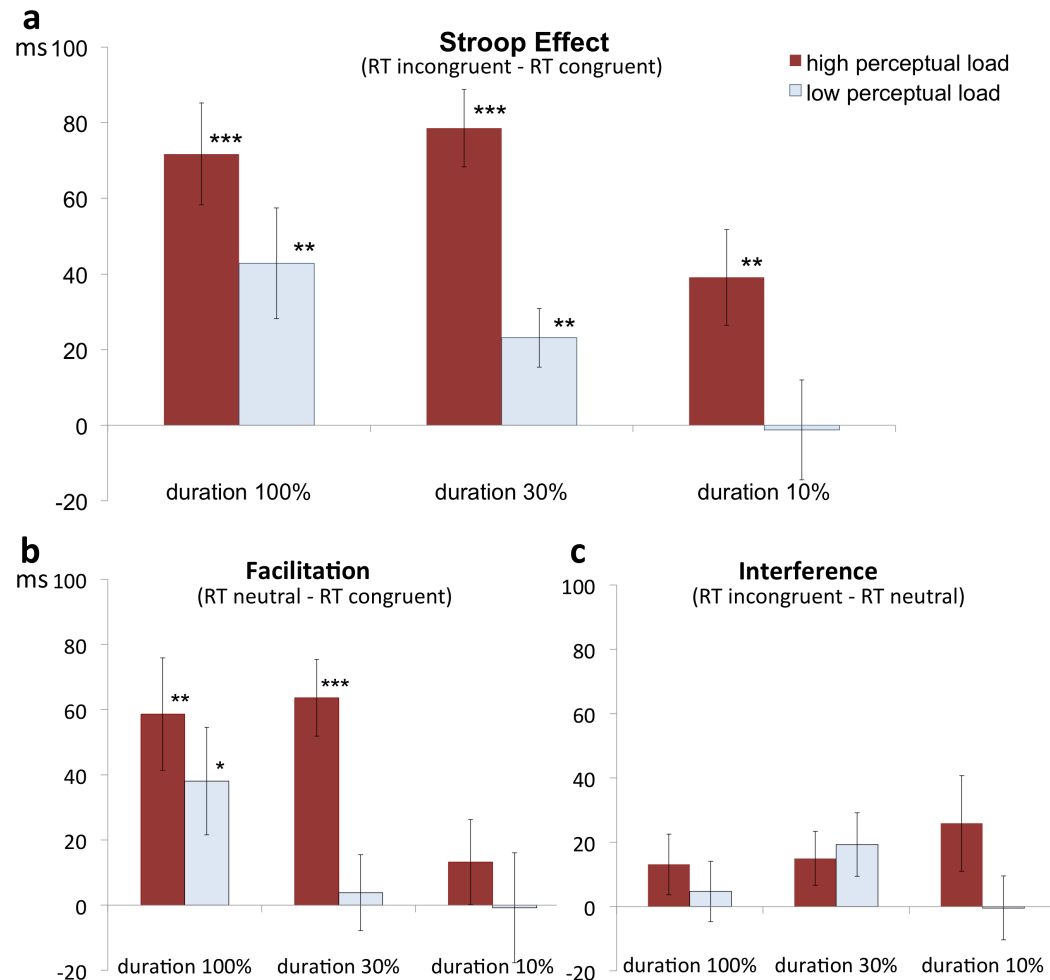 a
ms 100
Stroop Effect
(RT incongruent - RT congruent)
high perceptual load
low perceptual load
80
***
***
60
**
40
**
**
20
0
-20
duration 100%
duration 30%
duration 10%
b
ms 100
Facilitation
(RT neutral - RT congruent)
80
**
***
60
*
40
20
0
-20
duration 100%
duration 30%
duration 10%
c
100
Interference
(RT incongruent - RT neutral)
80
60
40
20
0
-20
duration 100%
duration 30%
duration 10%